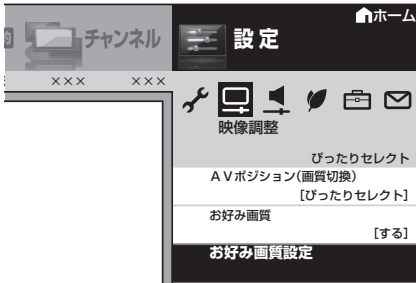 ホーム
チャンネル
設定
××× ×××
映像調整
ぴったりセレクト
AVポジション(画質切換)
[ぴったりセレクト]
お好み画質
[する]
お好み画質設定